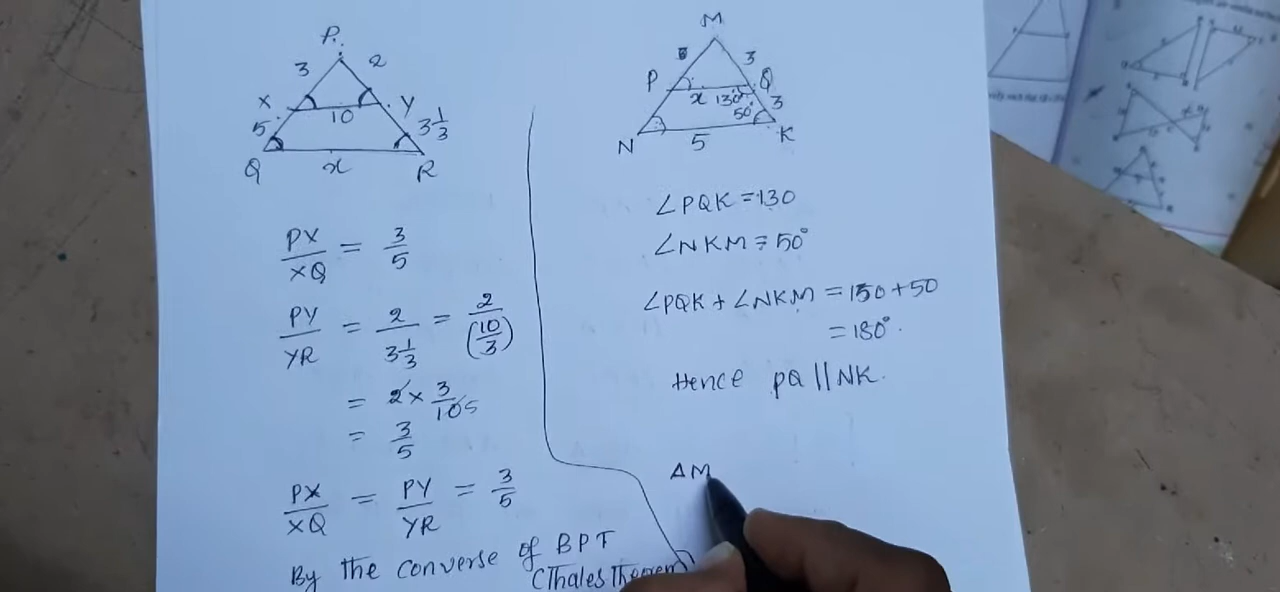 P.
3 2
X Y
10
5 3 1/3
Q x R
PX/XQ = 3/5
PY/YR = 2/(3 1/3) = 2/(10/3)
= 2 × 3/10 5
= 3/5
PX/XQ = PY/YR = 3/5
By the converse of BPT
(Thales Theorem)
M
3
P Q
x 130°
50° 3
N 5 K
∠PQK = 130
∠NKM = 50°
∠PQK + ∠NKM = 130+50
= 180°.
Hence PQ || NK.
ΔM